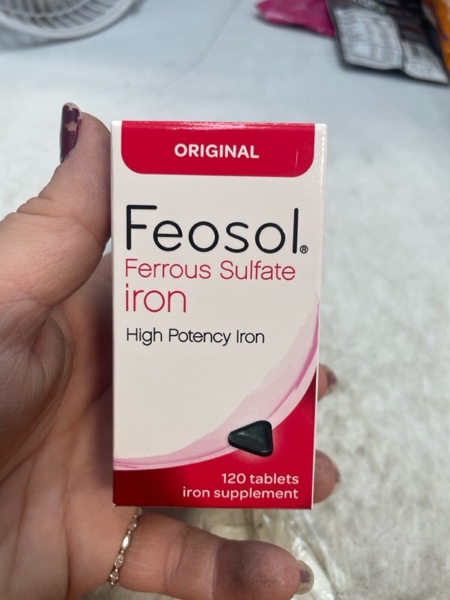 ORIGINAL
Feosol®
Ferrous Sulfate
iron
High Potency Iron
120 tablets
iron supplement